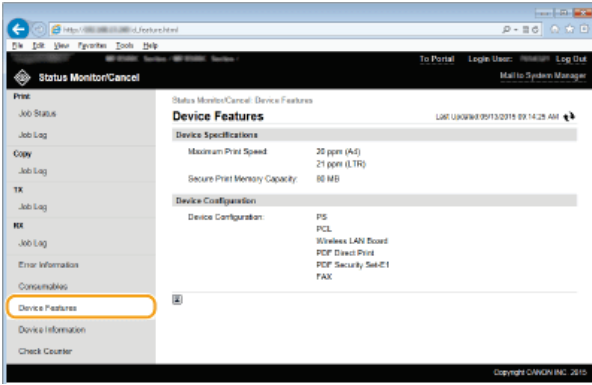 http://
d_feature.html
File Edit View Favorites Tools Help
To Portal Login User: Log Out
Status Monitor/Cancel
Mail to System Manager
Print
Job Status
Job Log
Copy
Job Log
TX
Job Log
RX
Job Log
Error Information
Consumables
Device Features
Device Information
Check Counter
Status Monitor/Cancel: Device Features
Device Features
Last Updated:05/13/2015 09:14:25 AM
Device Specifications
Maximum Print Speed: 20 ppm (A4)
21 ppm (LTR)
Secure Print Memory Capacity: 80 MB
Device Configuration
Device Configuration: PS
PCL
Wireless LAN Board
PDF Direct Print
PDF Security Set-E1
FAX
Copyright CANON INC. 2015